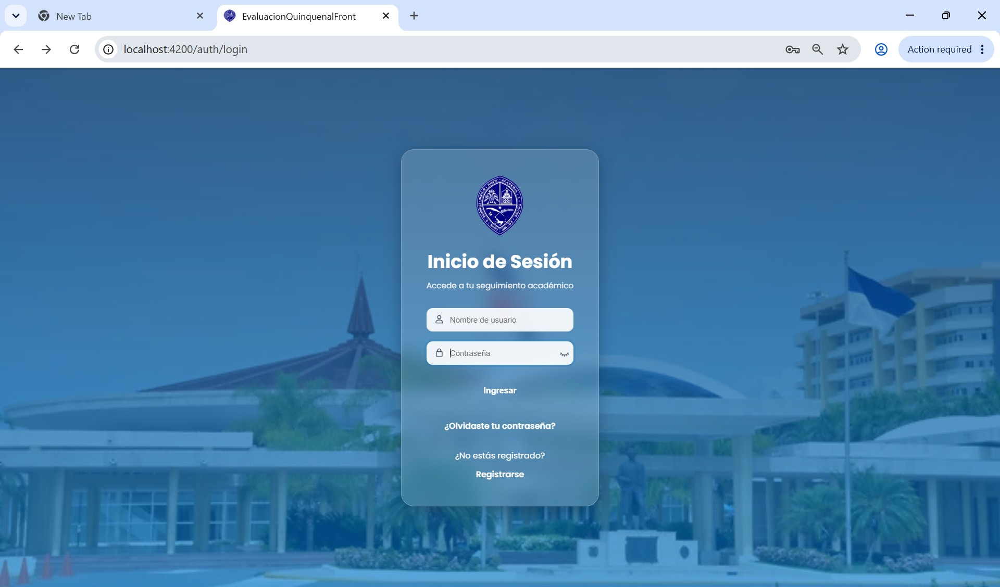 New Tab
EvaluacionQuinquenalFront
localhost:4200/auth/login
Action required
Inicio de Sesión
Accede a tu seguimiento académico
Nombre de usuario
Contraseña
Ingresar
¿Olvidaste tu contraseña?
¿No estás registrado?
Registrarse